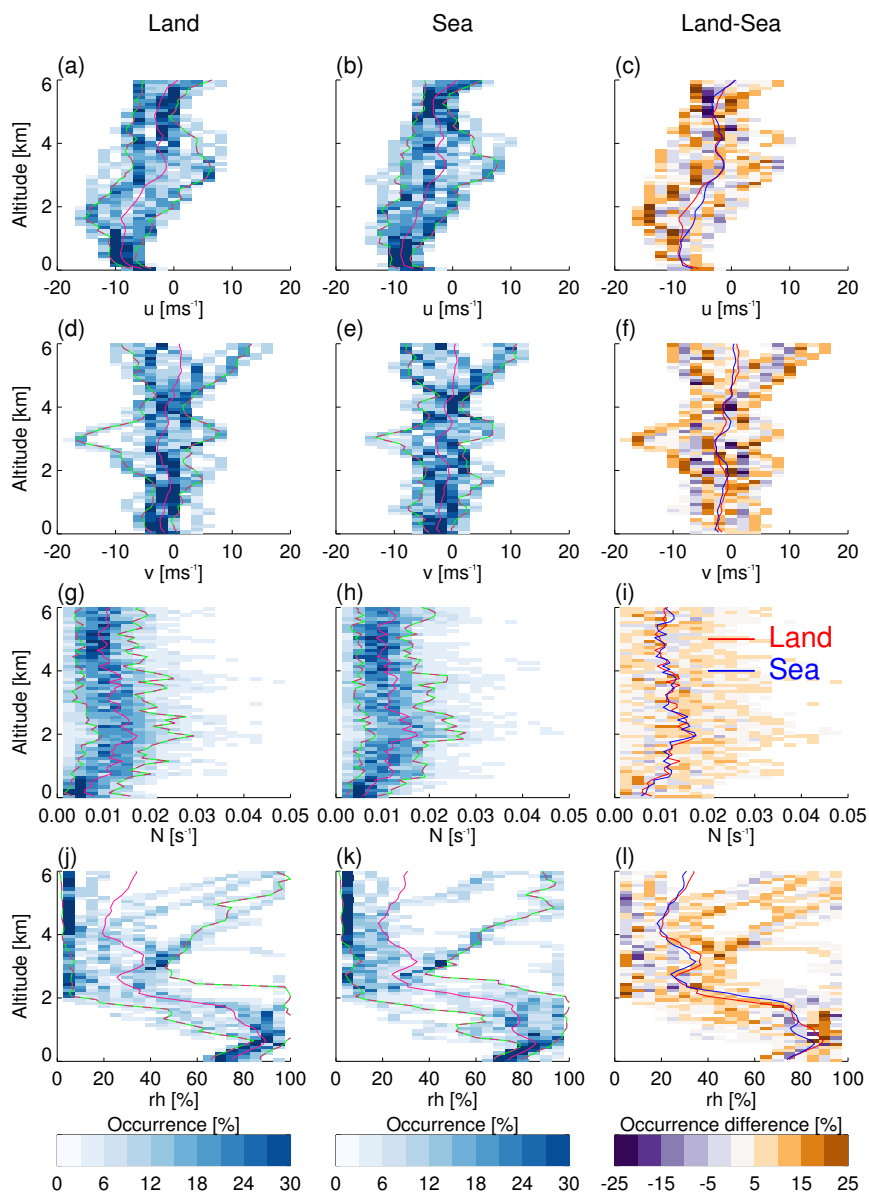 Land Sea Land-Sea
(a) (b) (c)
6
4
2
0
Altitude [km]
-20 -10 0 10 20 -20 -10 0 10 20 -20 -10 0 10 20
u [ms⁻¹] u [ms⁻¹] u [ms⁻¹]
(d) (e) (f)
6
4
2
0
Altitude [km]
-20 -10 0 10 20 -20 -10 0 10 20 -20 -10 0 10 20
v [ms⁻¹] v [ms⁻¹] v [ms⁻¹]
(g) (h) (i)
6
4
2
0
Altitude [km]
Land
Sea
0.00 0.01 0.02 0.03 0.04 0.05 0.00 0.01 0.02 0.03 0.04 0.05 0.00 0.01 0.02 0.03 0.04 0.05
N [s⁻¹] N [s⁻¹] N [s⁻¹]
(j) (k) (l)
6
4
2
0
Altitude [km]
0 20 40 60 80 100 0 20 40 60 80 100 0 20 40 60 80 100
rh [%] rh [%] rh [%]
Occurrence [%] Occurrence [%] Occurrence difference [%]
0 6 12 18 24 30 0 6 12 18 24 30 -25 -15 -5 5 15 25